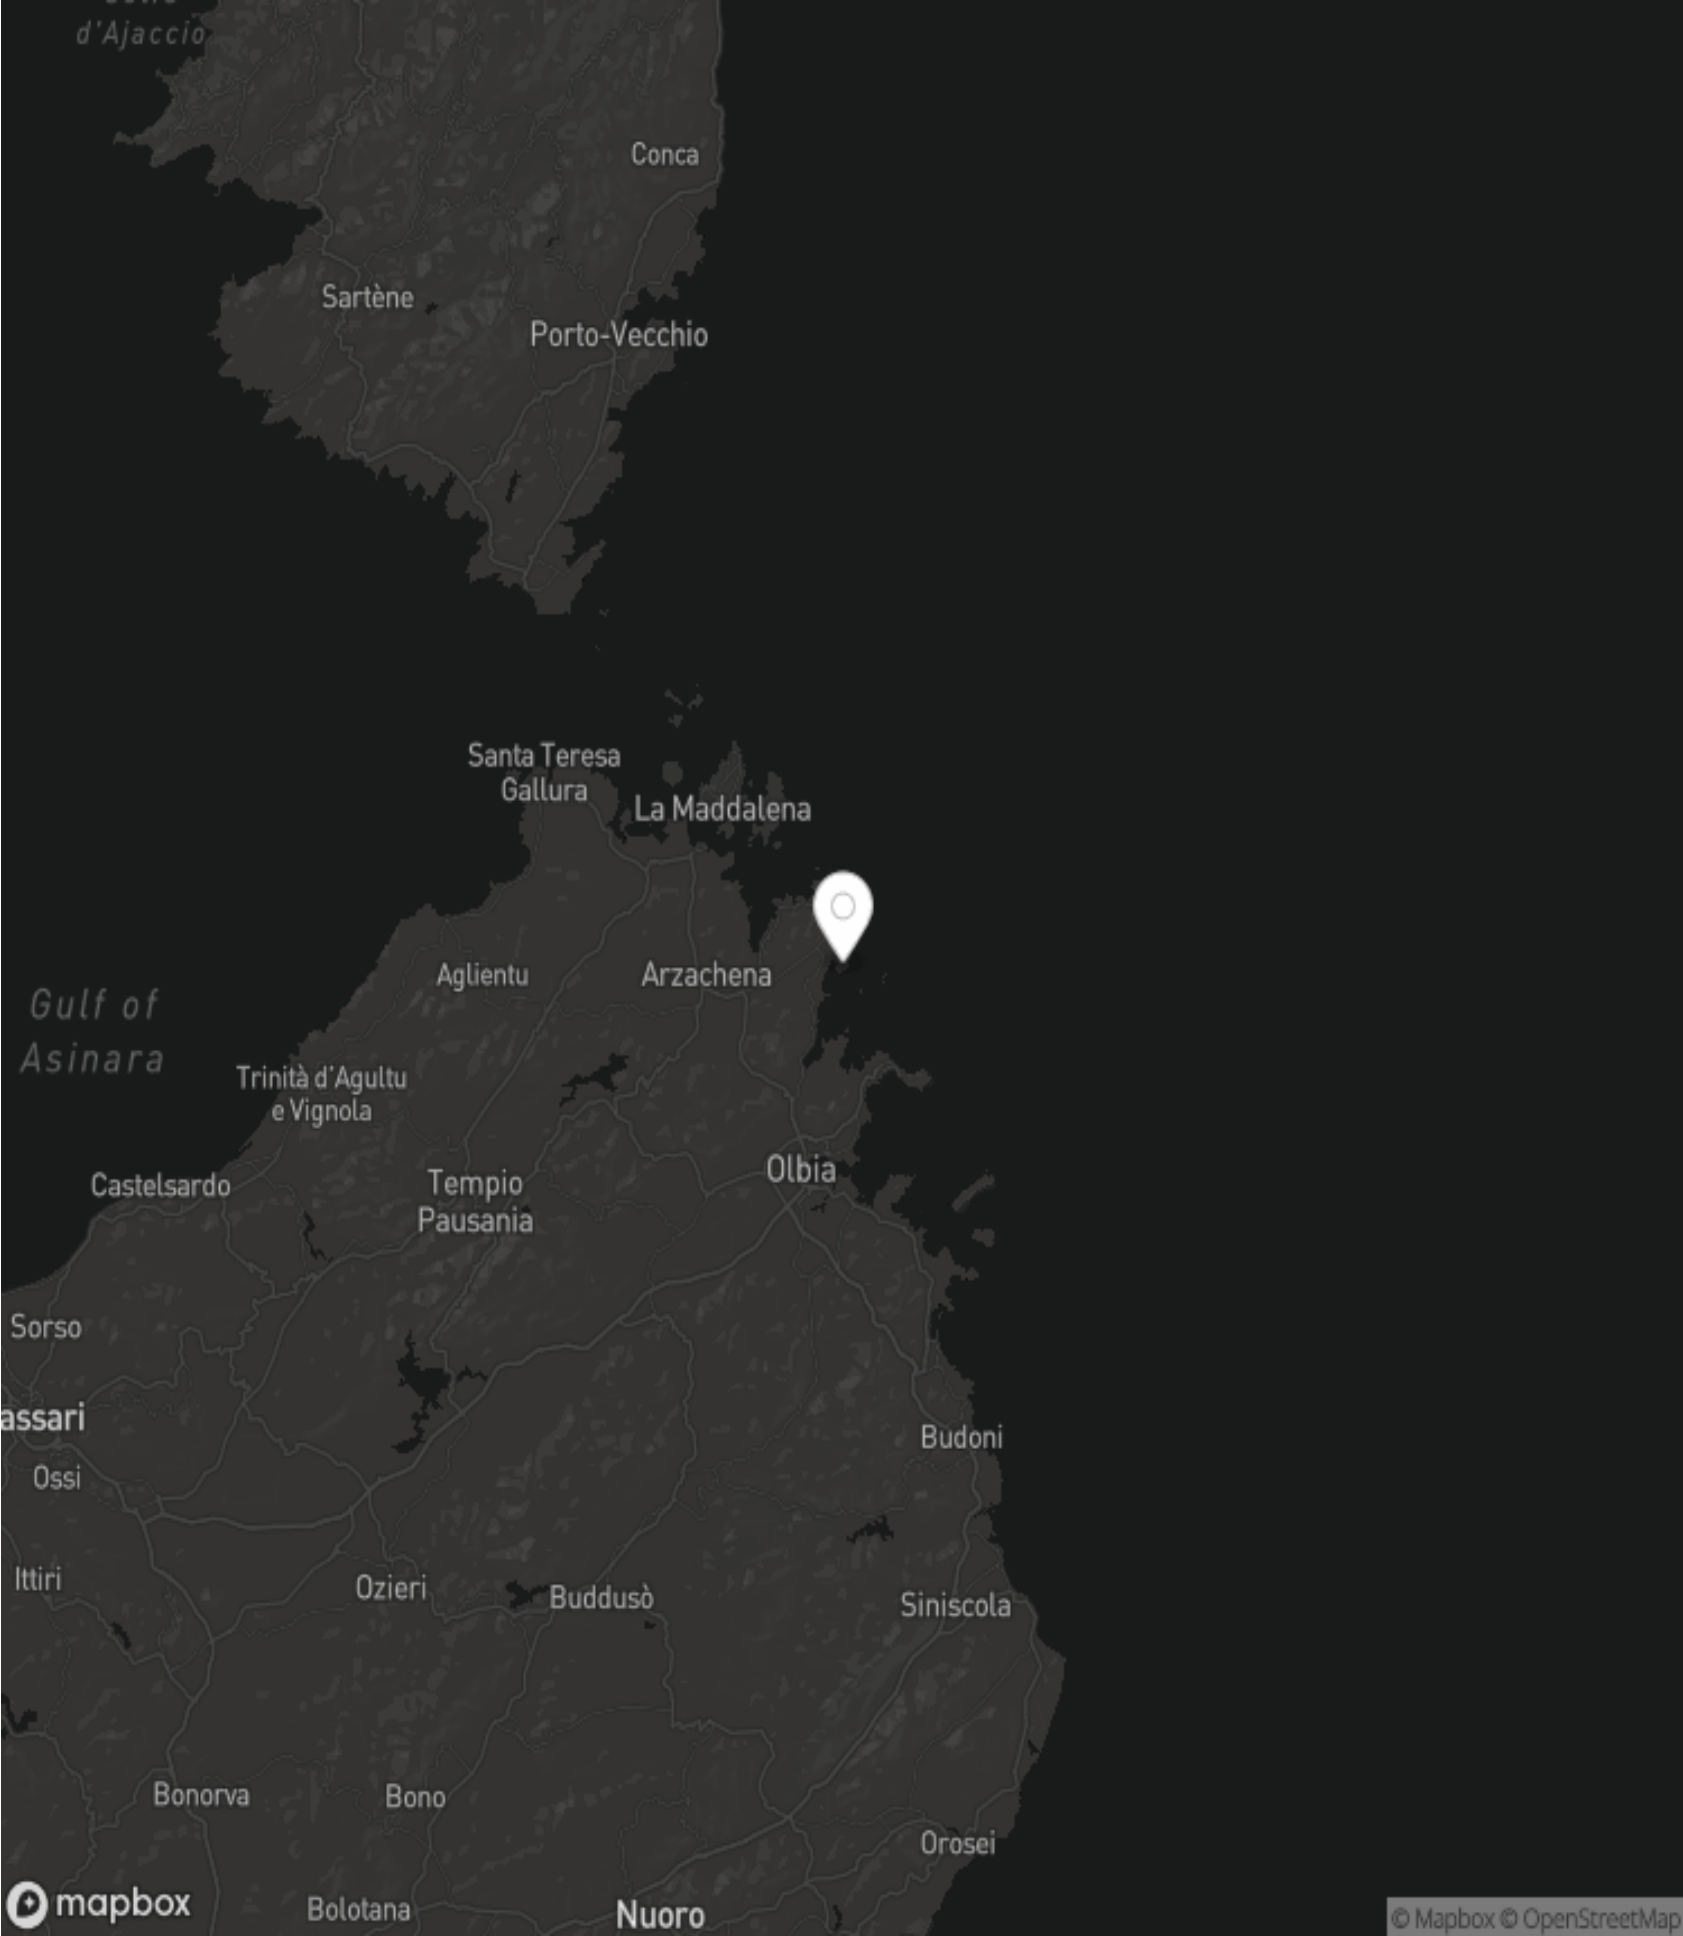 d'Ajaccio
Conca
Sartène
Porto-Vecchio
Santa Teresa
Gallura
La Maddalena
Aglientu
Arzachena
Gulf of
Asinara
Trinità d'Agultu
e Vignola
Olbia
Castelsardo
Tempio
Pausania
Sorso
assari
Budoni
Ossi
Ittiri
Ozieri
Buddusò
Siniscola
Bonorva
Bono
Orosei
mapbox
Bolotana
Nuoro
© Mapbox © OpenStreetMap